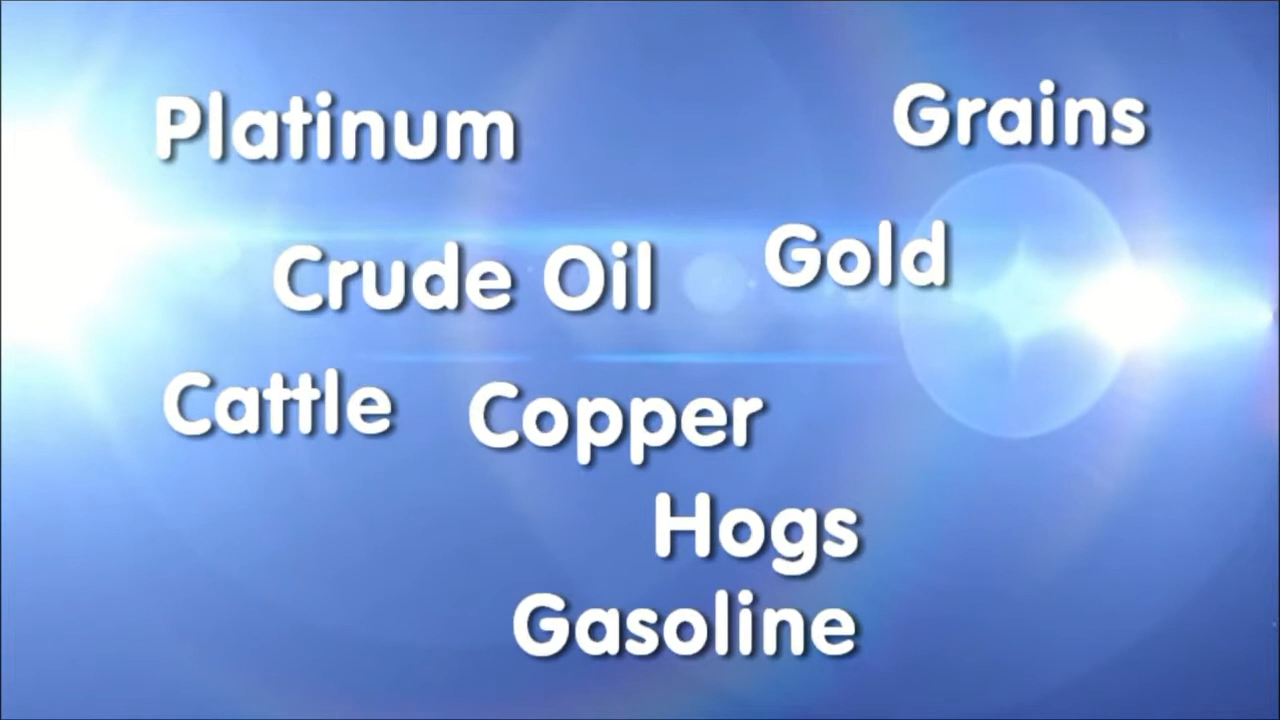 Platinum
Grains
Crude Oil
Gold
Cattle
Copper
Hogs
Gasoline